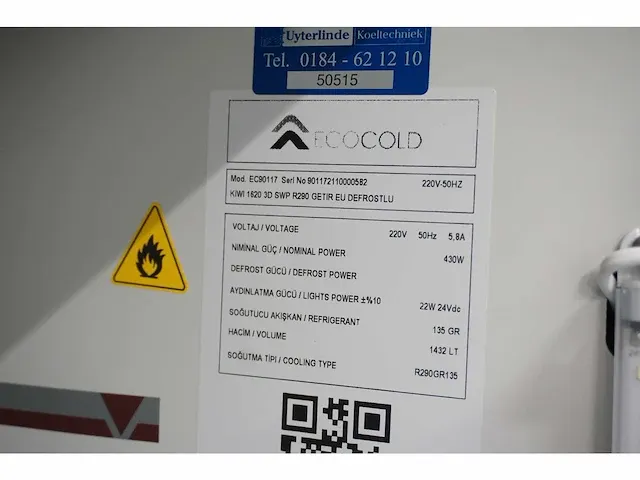 Uyterlinde Koeltechniek
Tel. 0184 - 62 12 10
50515
ECOCOLD
Mod. EC90117 Seri No 901172110000582 220V-50HZ
KİWİ 1620 3D SWP R290 GETIR EU DEFROSTLU
VOLTAJ / VOLTAGE 220V 50Hz 5,8A
NİMİNAL GÜÇ / NOMINAL POWER 430W
DEFROST GÜCÜ / DEFROST POWER
AYDINLATMA GÜCÜ / LIGHTS POWER ±%10 22W 24Vdc
SOĞUTUCU AKIŞKAN / REFRIGERANT 135 GR
HACİM / VOLUME 1432 LT
SOĞUTMA TİPİ / COOLING TYPE R290GR135